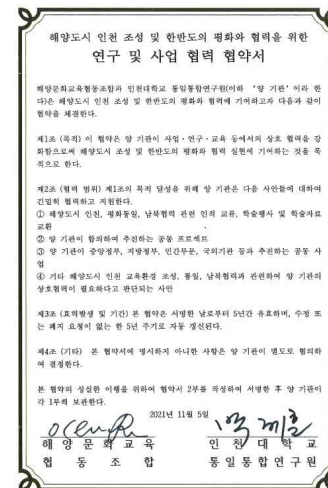 해양도시 인천 조성 및 한반도의 평화와 협력을 위한
연구 및 사업 협력 협약서
해양문화교육협동조합과 인천대학교 통일통합연구원(이하 '양 기관'이라 한
다)은 해양도시 인천 조성 및 한반도의 평화와 협력에 기여하고자 다음과 같이
협약을 체결한다.
제1조 (목적) 이 협약은 양 기관이 사업·연구·교육 등에서의 상호 협력을 강
화함으로써 해양도시 조성 및 한반도의 평화와 협력 실현에 기여하는 것을 목
적으로 한다.
제2조 (협력 범위) 제1조의 목적 달성을 위해 양 기관은 다음 사안들에 대하여
긴밀히 협력하고 지원한다.
① 해양도시 인천, 평화통일, 남북협력 관련 인적 교류, 학술행사 및 학술자료
교환
② 양 기관이 합의하여 추진하는 공동 프로젝트
③ 양 기관이 중앙정부, 지방정부, 민간부문, 국외기관 등과 추진하는 공동 사
업
④ 기타 해양도시 인천 교육환경 조성, 통일, 남북협력과 관련하여 양 기관의
상호협력이 필요하다고 판단되는 사안
제3조 (효력발생 및 기간) 본 협약은 서명한 날로부터 5년간 유효하며, 수정 또
는 폐지 요청이 없는 한 5년 주기로 자동 갱신된다.
제4조 (기타) 본 협약서에 명시하지 아니한 사항은 양 기관이 별도로 합의하
여 결정한다.
본 협약의 성실한 이행을 위하여 협약서 2부를 작성하여 서명한 후 양 기관이
각 1부씩 보관한다.
2021년 11월 5일
해양문화교육 인천대학교
협동조합 통일통합연구원